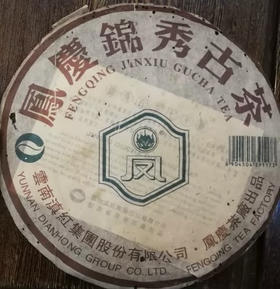 鳳慶錦秀古茶
FENGQING JINXIU GUCHA TEA
凤
雲南滇紅集團股份有限公司·鳳慶茶廠出品
YUNNAN DIANHONG GROUP CO.,LTD. FENGQING TEA FACTORY